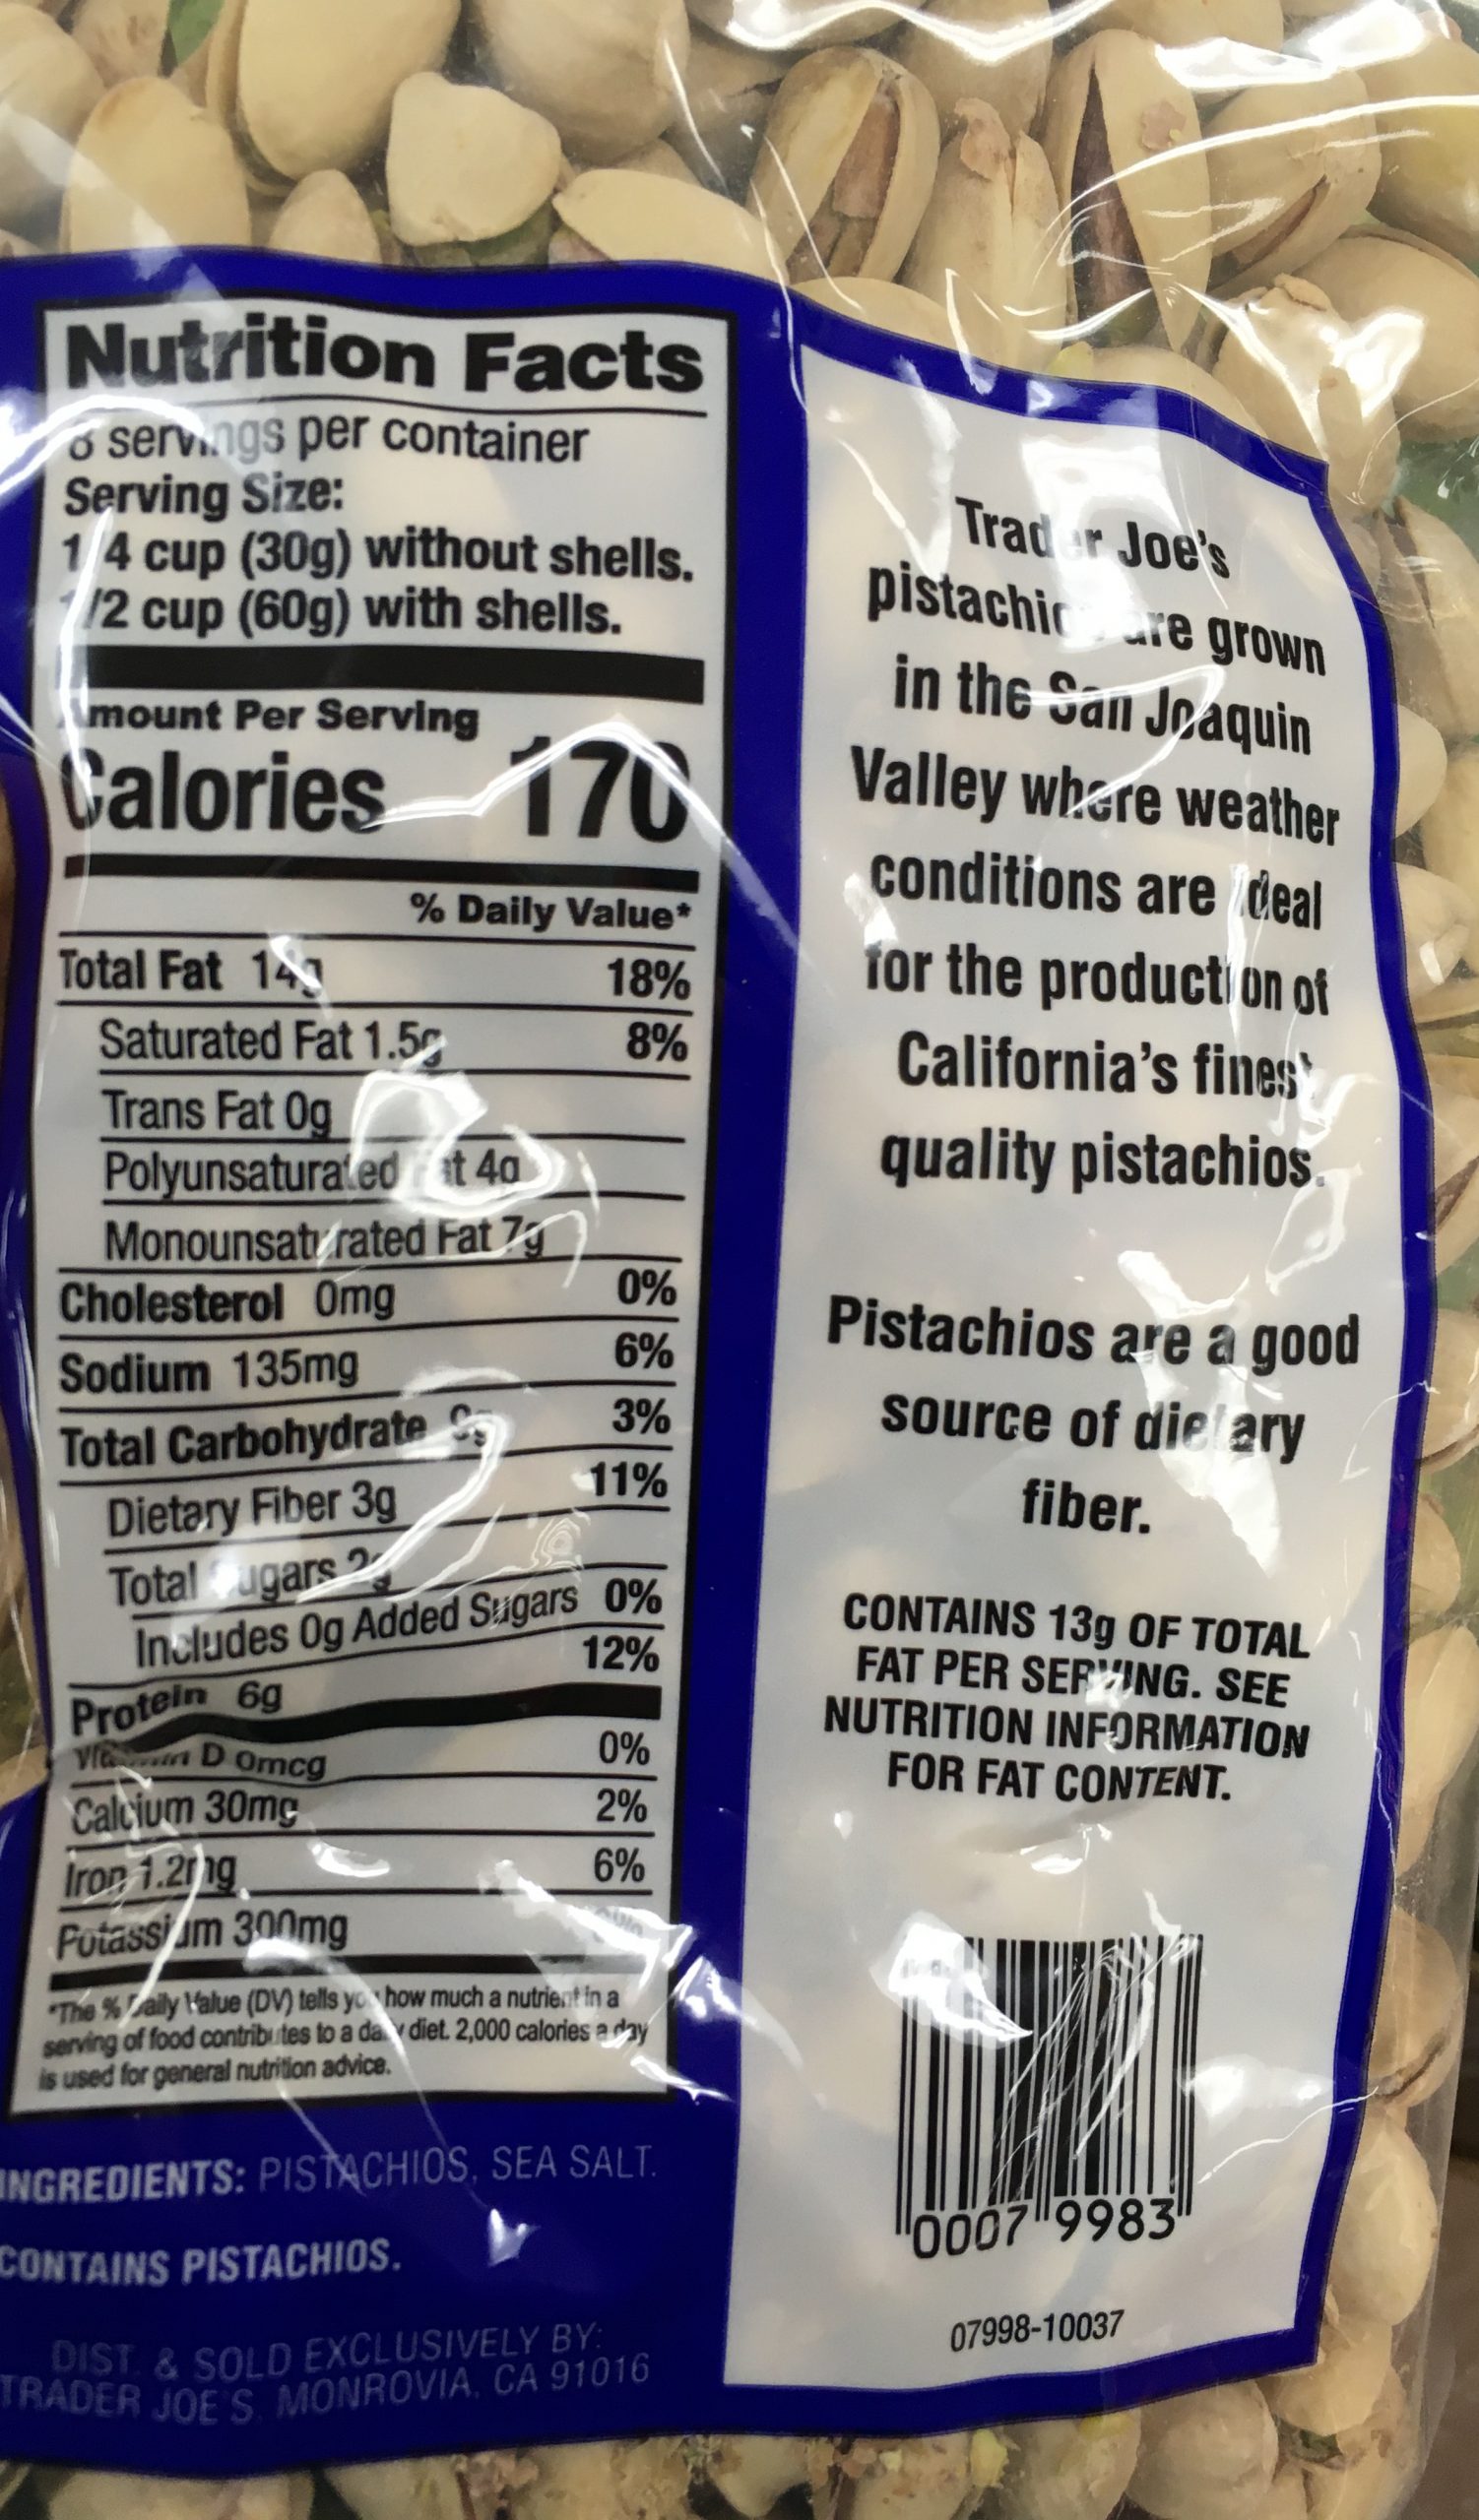 Nutrition Facts
8 servings per container
Serving Size:
1/4 cup (30g) without shells.
1/2 cup (60g) with shells.
Amount Per Serving
Calories 170
% Daily Value*
Total Fat 14g 18%
Saturated Fat 1.5g 8%
Trans Fat 0g
Polyunsaturated Fat 4g
Monounsaturated Fat 7g
Cholesterol 0mg 0%
Sodium 135mg 6%
Total Carbohydrate 3%
Dietary Fiber 3g 11%
Total Sugars 2g
Includes 0g Added Sugars 0%
Protein 6g 12%
Vitamin D 0mcg 0%
Calcium 30mg 2%
Iron 1.2mg 6%
Potassium 300mg
*The % Daily Value (DV) tells you how much a nutrient in a
serving of food contributes to a daily diet. 2,000 calories a day
is used for general nutrition advice.
INGREDIENTS: PISTACHIOS, SEA SALT.
CONTAINS PISTACHIOS.
DIST. & SOLD EXCLUSIVELY BY:
TRADER JOE'S, MONROVIA, CA 91016
Trader Joe's
pistachios are grown
in the San Joaquin
Valley where weather
conditions are ideal
for the production of
California's finest
quality pistachios.
Pistachios are a good
source of dietary
fiber.
CONTAINS 13g OF TOTAL
FAT PER SERVING. SEE
NUTRITION INFORMATION
FOR FAT CONTENT.
0007 9983
07998-10037